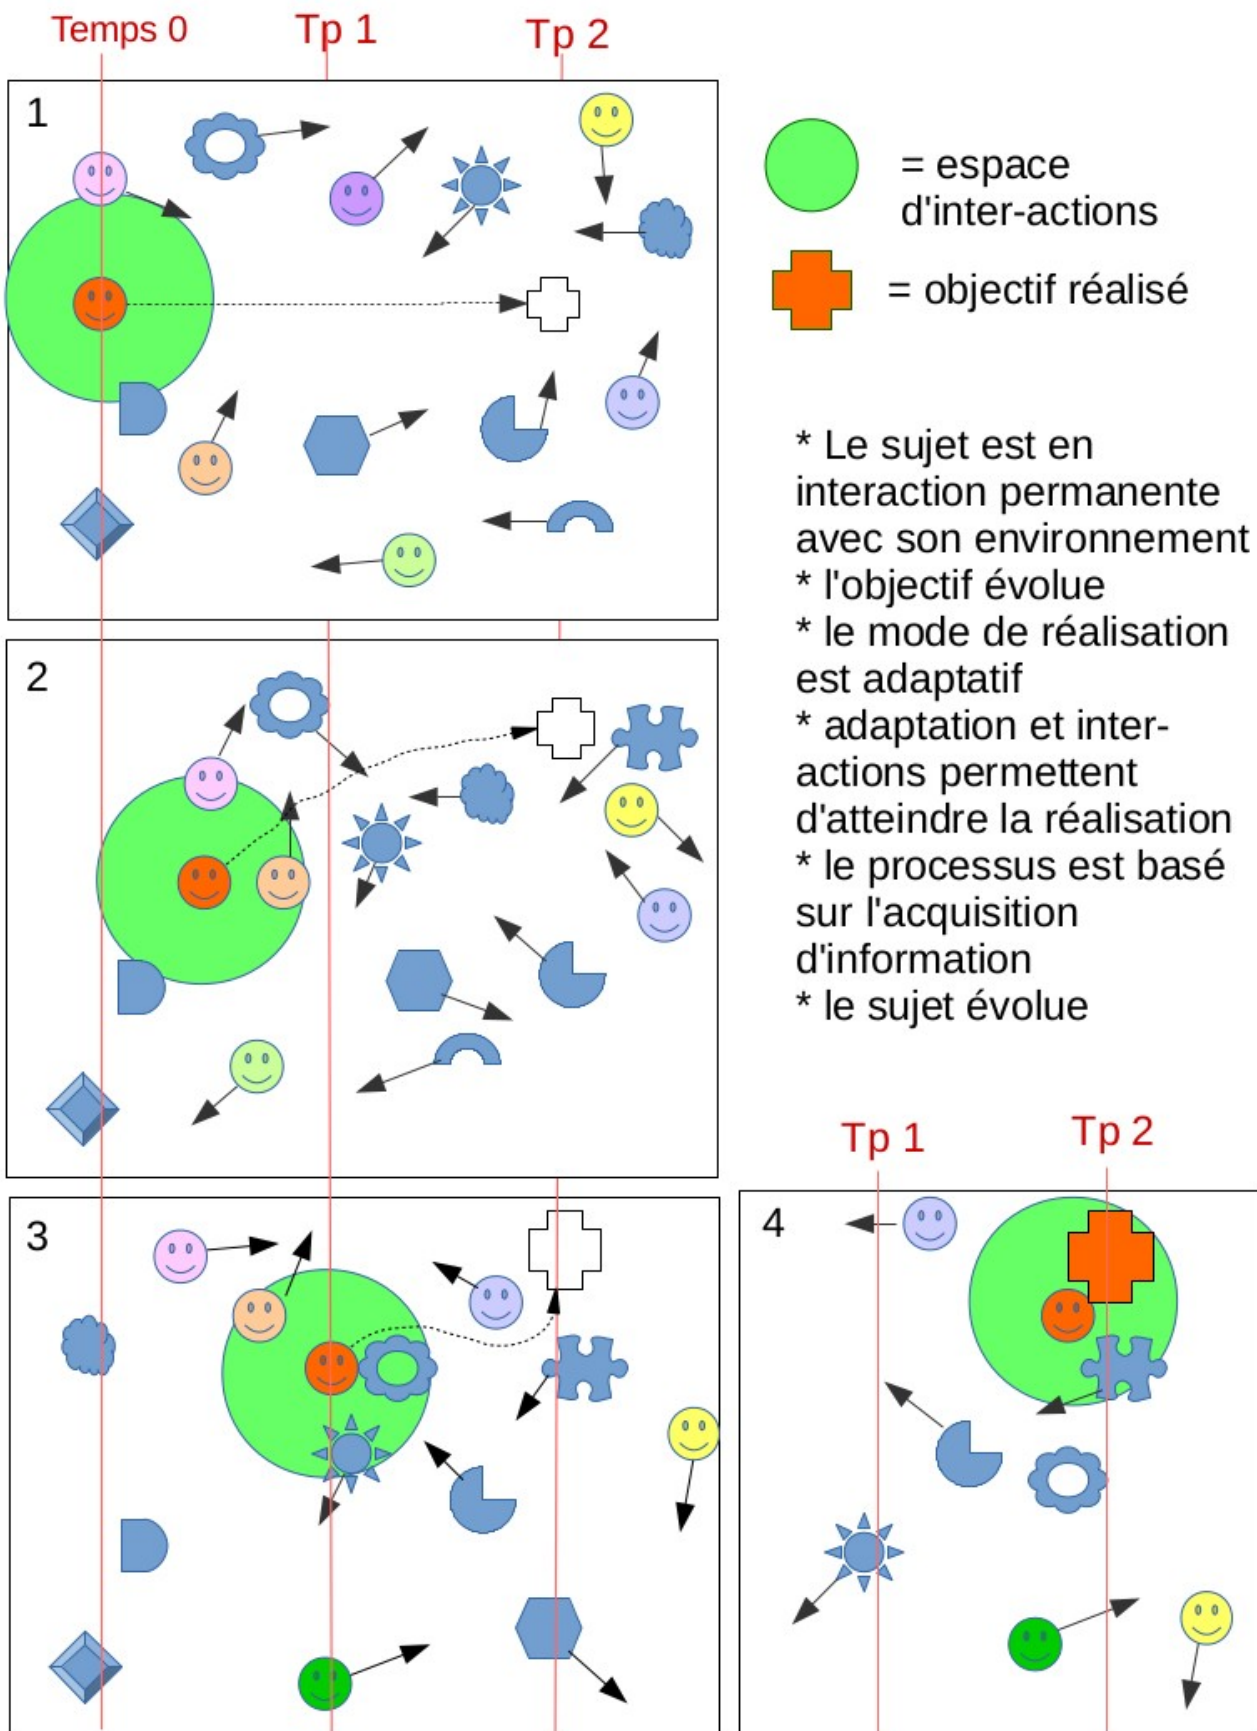 Temps 0
Tp 1
Tp 2
1
= espace
d'inter-actions
= objectif réalisé
* Le sujet est en
interaction permanente
avec son environnement
* l'objectif évolue
* le mode de réalisation
est adaptatif
* adaptation et inter-
actions permettent
d'atteindre la réalisation
* le processus est basé
sur l'acquisition
d'information
* le sujet évolue
2
3
Tp 1
Tp 2
4